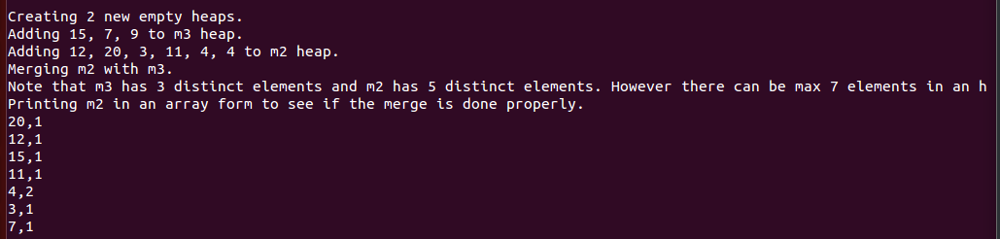 Creating 2 new empty heaps.
Adding 15, 7, 9 to m3 heap.
Adding 12, 20, 3, 11, 4, 4 to m2 heap.
Merging m2 with m3.
Note that m3 has 3 distinct elements and m2 has 5 distinct elements. However there can be max 7 elements in an h
Printing m2 in an array form to see if the merge is done properly.
20,1
12,1
15,1
11,1
4,2
3,1
7,1